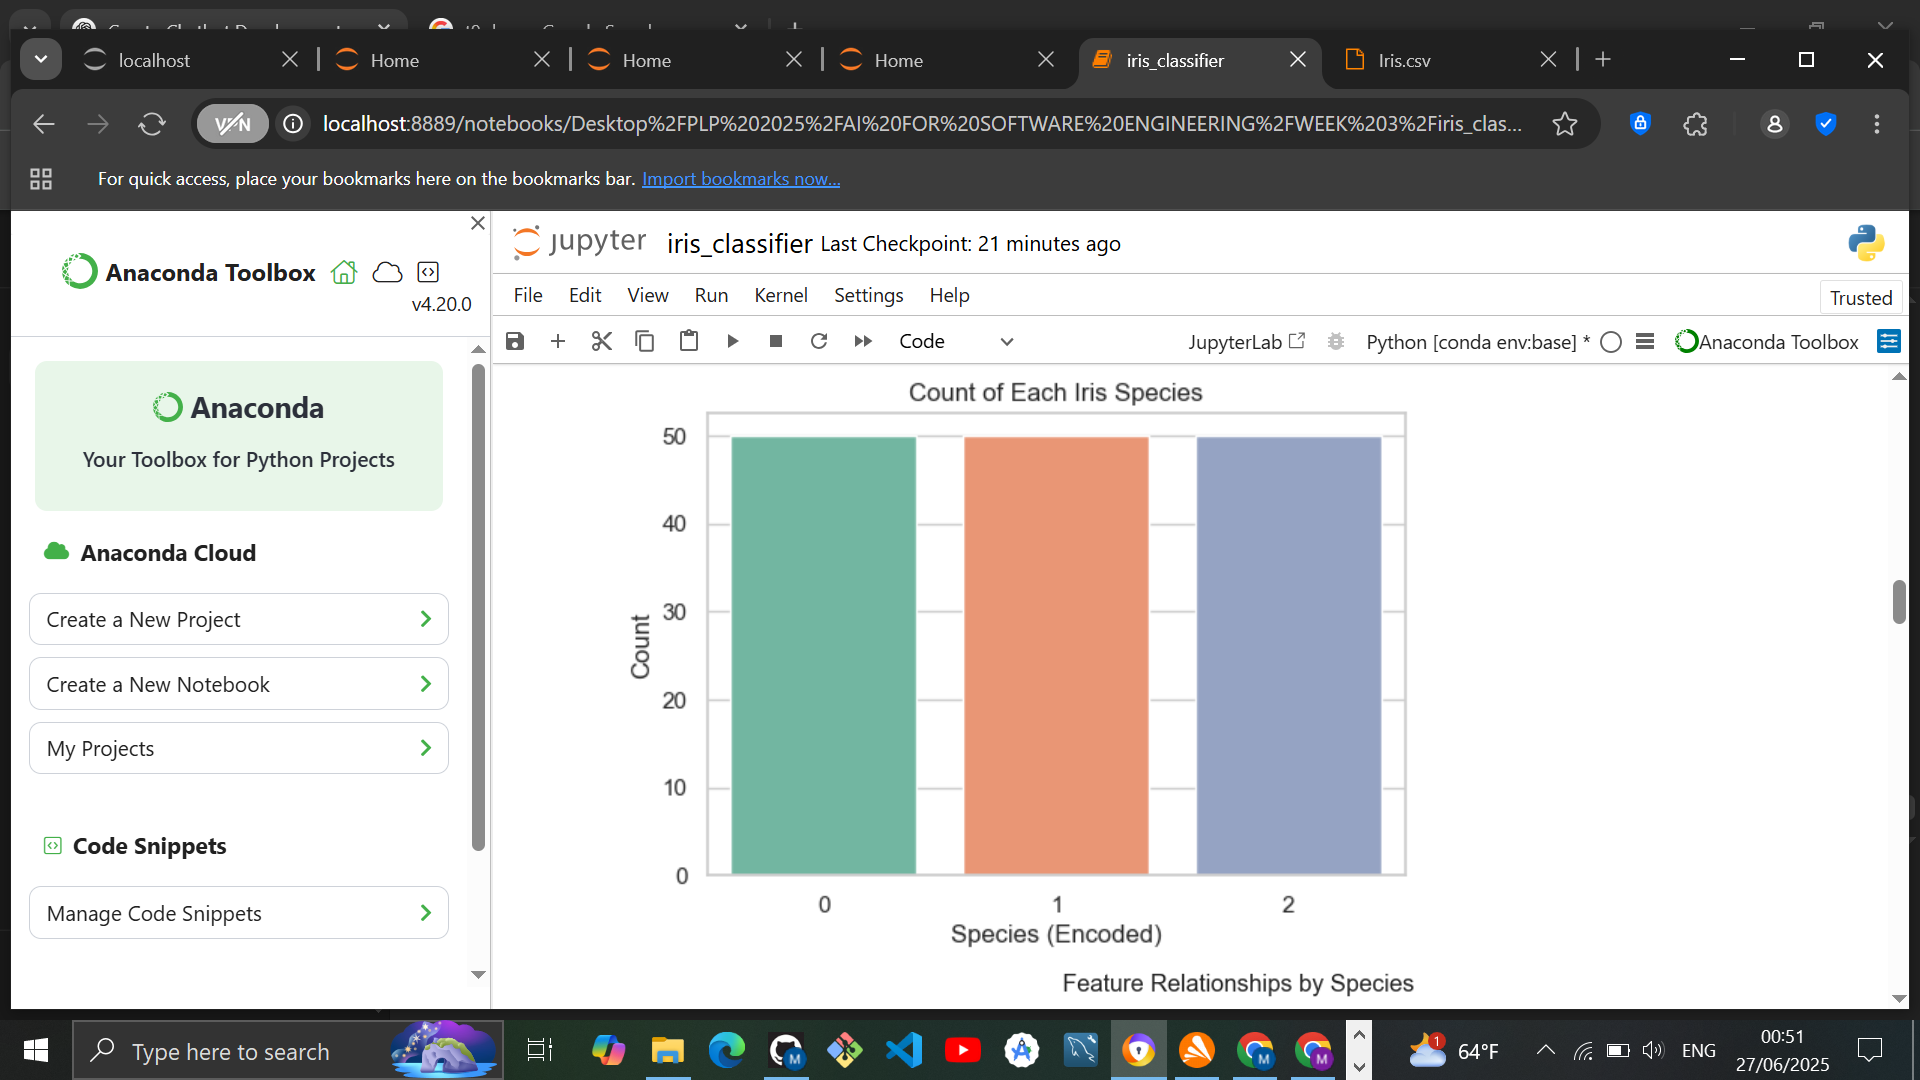 localhost
Home
Home
Home
iris_classifier
Iris.csv
VPN
localhost:8889/notebooks/Desktop%2FPLP%202025%2FAI%20FOR%20SOFTWARE%20ENGINEERING%2FWEEK%203%2Firis_clas...
For quick access, place your bookmarks here on the bookmarks bar. Import bookmarks now...
Anaconda Toolbox
v4.20.0
Anaconda
Your Toolbox for Python Projects
Anaconda Cloud
Create a New Project
Create a New Notebook
My Projects
Code Snippets
Manage Code Snippets
jupyter iris_classifier Last Checkpoint: 21 minutes ago
File Edit View Run Kernel Settings Help
Trusted
Code
JupyterLab
Python [conda env:base] *
Anaconda Toolbox
Count of Each Iris Species
50
40
30
20
10
0
Count
0 1 2
Species (Encoded)
Feature Relationships by Species
Type here to search
M
M
M
1
64°F
ENG
00:51
27/06/2025